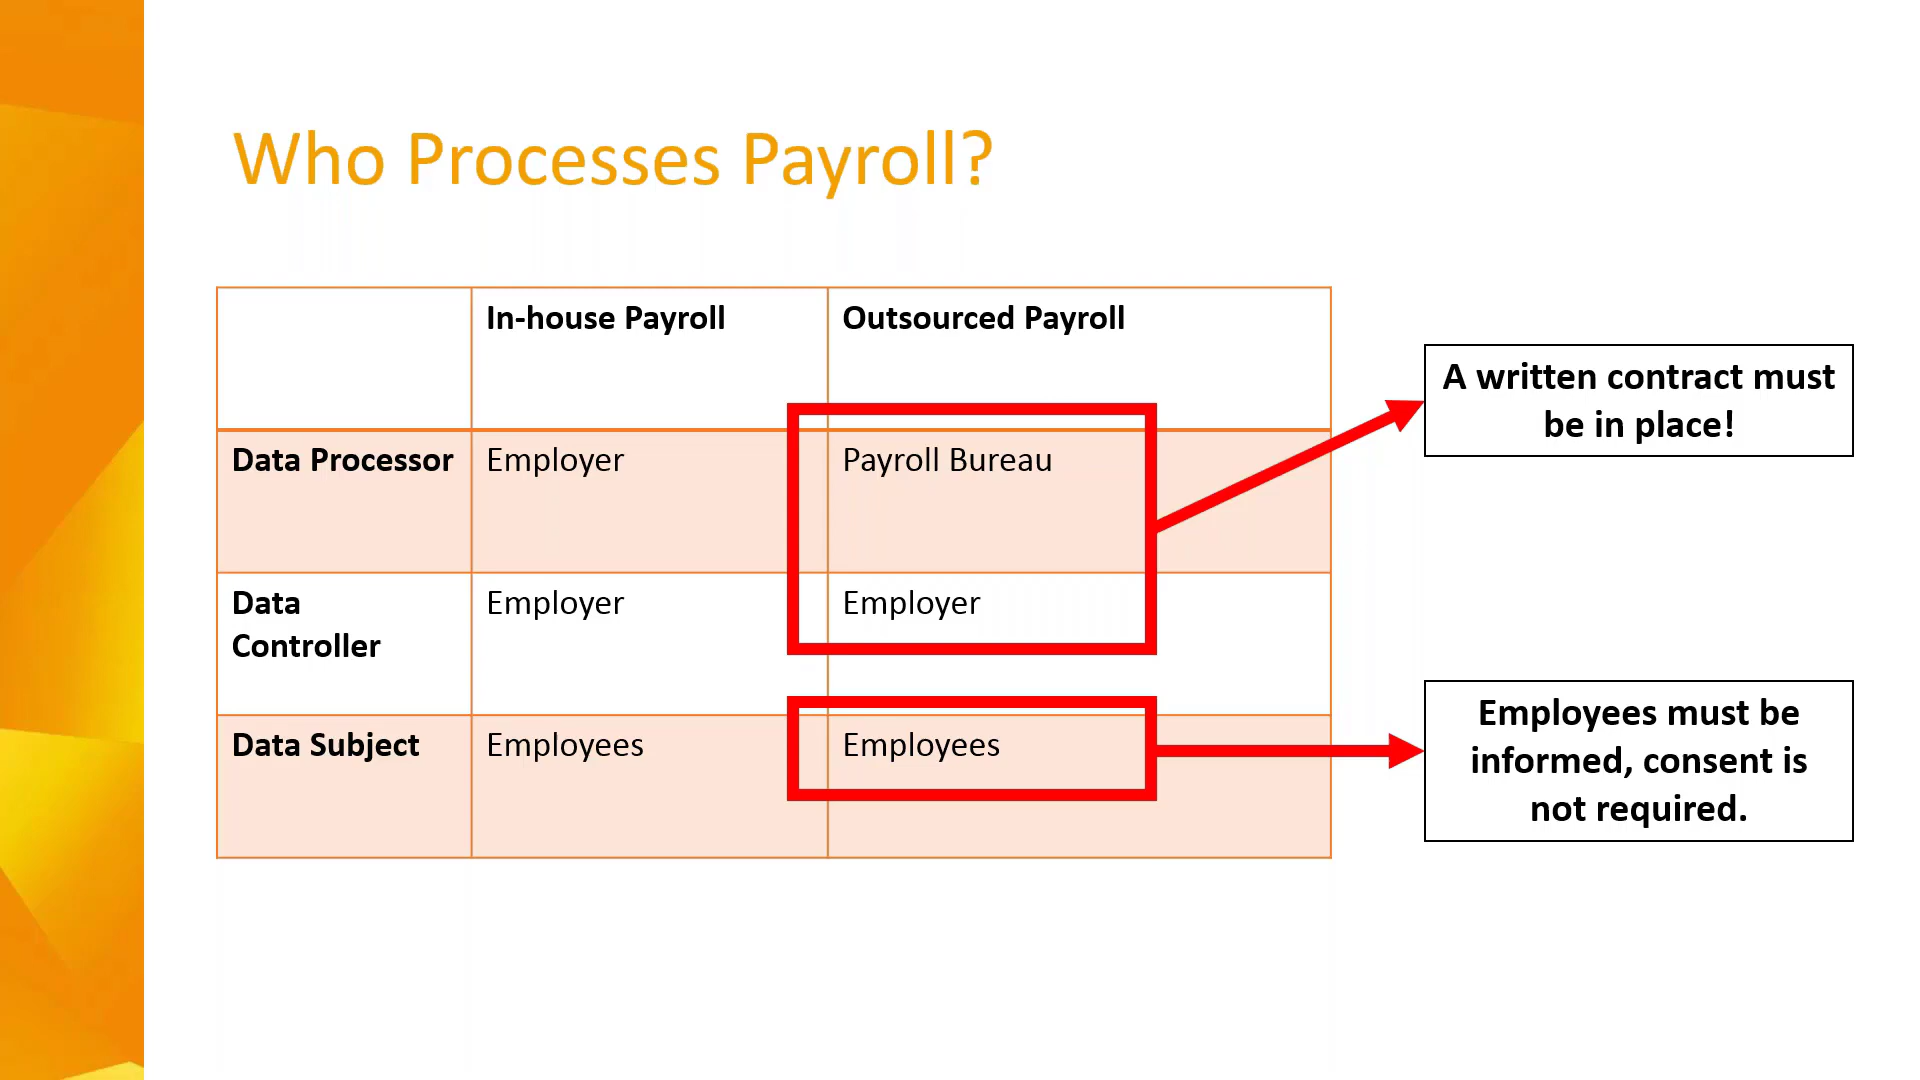 Who Processes Payroll?
In-house Payroll
Outsourced Payroll
Data Processor
Employer
Payroll Bureau
Data
Controller
Employer
Employer
Data Subject
Employees
Employees
A written contract must
be in place!
Employees must be
informed, consent is
not required.